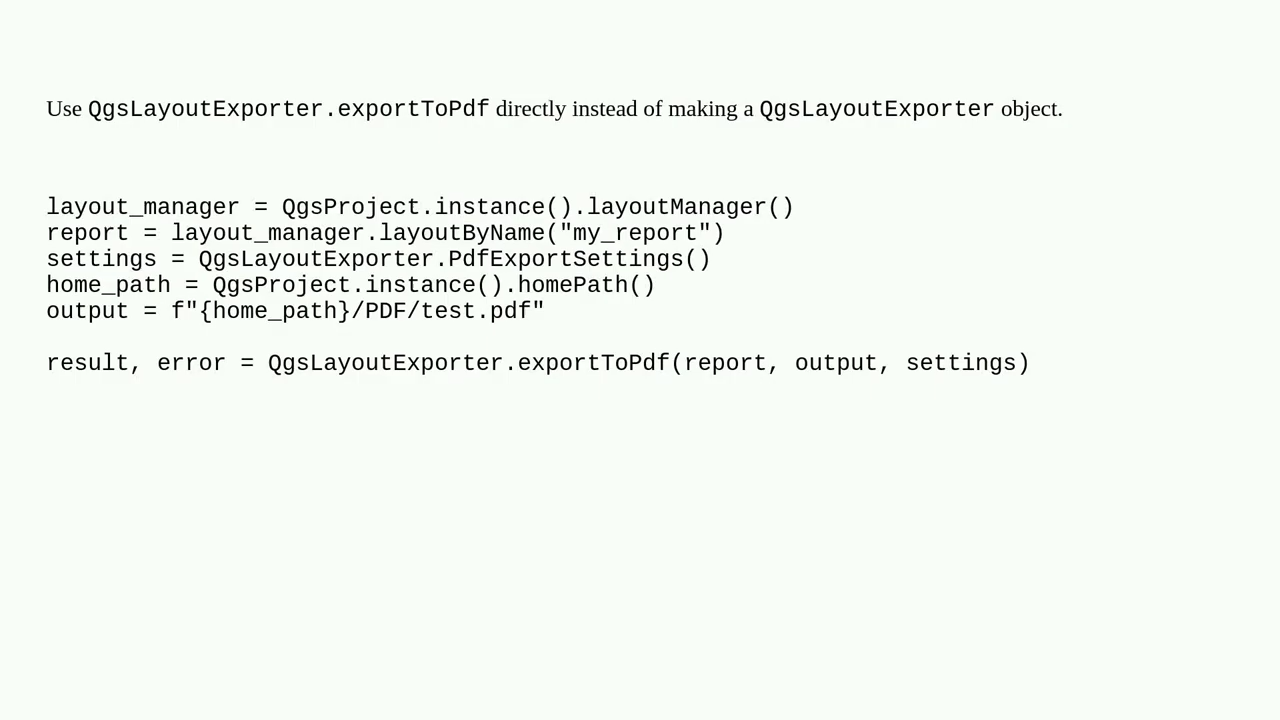 Use QgsLayoutExporter.exportToPdf directly instead of making a QgsLayoutExporter object.
layout_manager = QgsProject.instance().layoutManager()
report = layout_manager.layoutByName("my_report")
settings = QgsLayoutExporter.PdfExportSettings()
home_path = QgsProject.instance().homePath()
output = f"{home_path}/PDF/test.pdf"
result, error = QgsLayoutExporter.exportToPdf(report, output, settings)